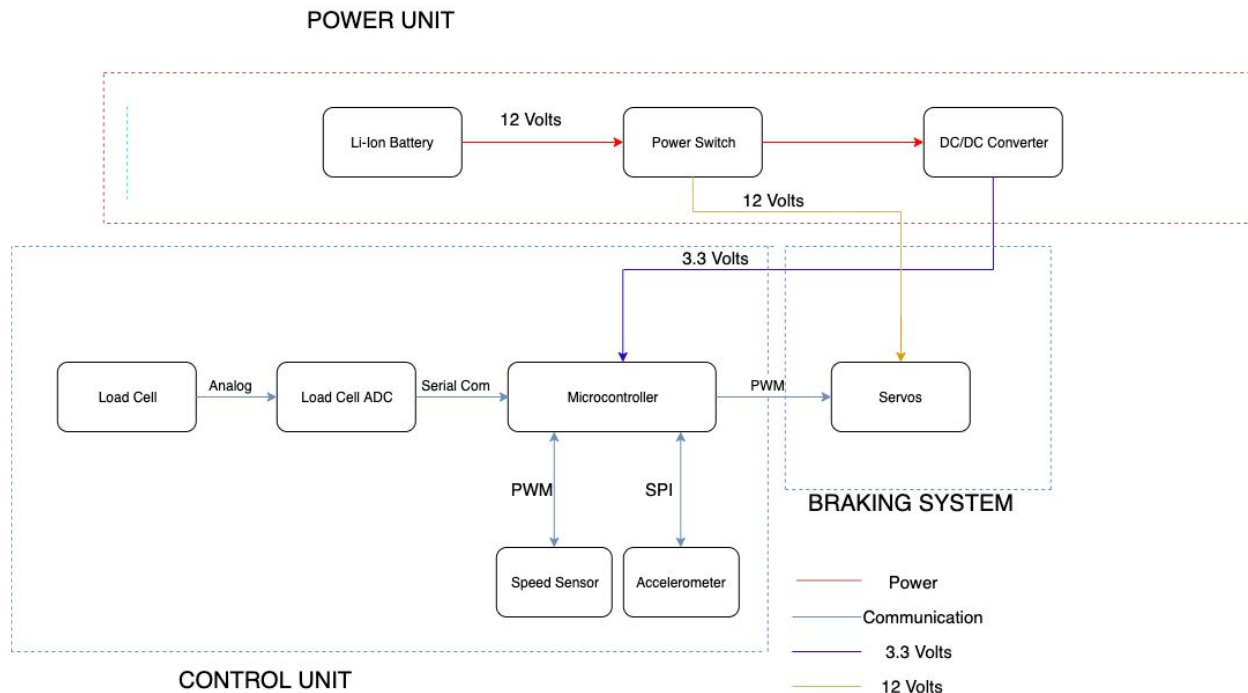 POWER UNIT
12 Volts
Li-Ion Battery
Power Switch
DC/DC Converter
12 Volts
3.3 Volts
Load Cell
Analog
Load Cell ADC
Serial Com
Microcontroller
PWM
Servos
PWM
SPI
BRAKING SYSTEM
Speed Sensor
Accelerometer
Power
Communication
3.3 Volts
12 Volts
CONTROL UNIT